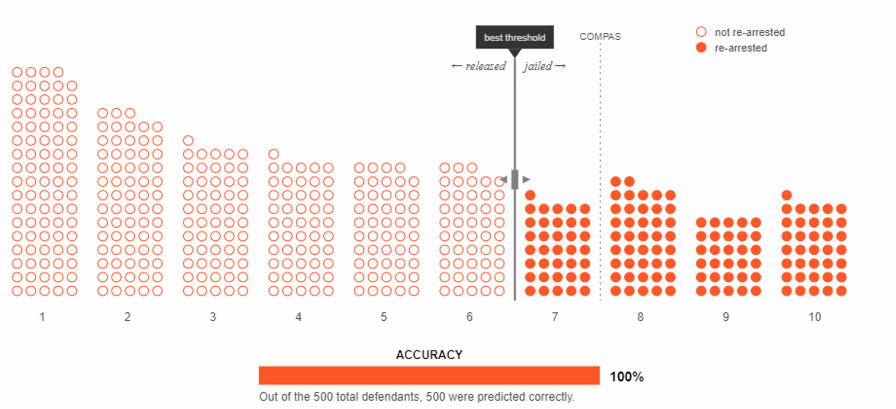 best threshold
COMPAS
not re-arrested
re-arrested
← released
jailed →
1 2 3 4 5 6 7 8 9 10
ACCURACY
100%
Out of the 500 total defendants, 500 were predicted correctly.